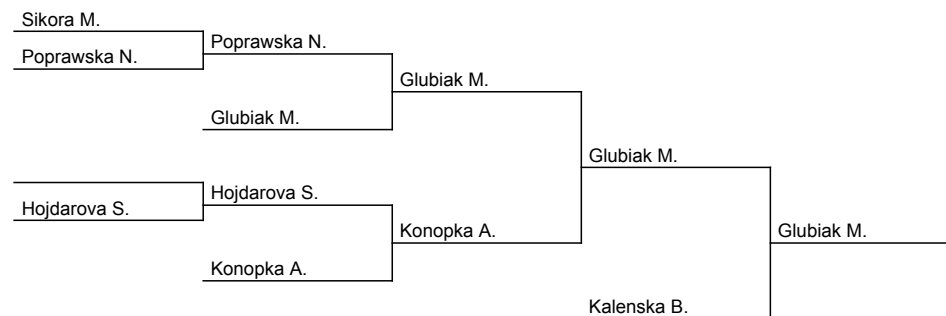 Sikora M.
Poprawska N.
Poprawska N.
Glubiak M.
Glubiak M.
Glubiak M.
Hojdarova S.
Hojdarova S.
Konopka A.
Glubiak M.
Konopka A.
Kalenska B.